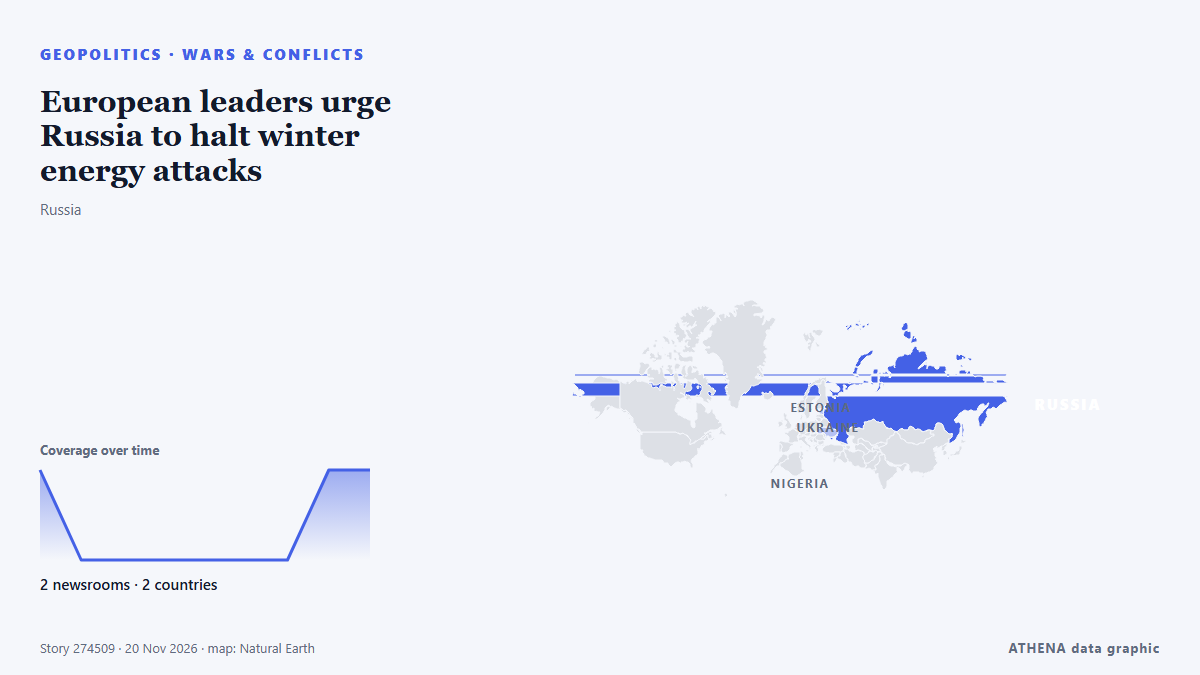 GEOPOLITICS · WARS & CONFLICTS
European leaders urge
Russia to halt winter
energy attacks
Russia
ESTONIA
RUSSIA
UKRAINE
NIGERIA
Coverage over time
2 newsrooms · 2 countries
Story 274509 · 20 Nov 2026 · map: Natural Earth
ATHENA data graphic